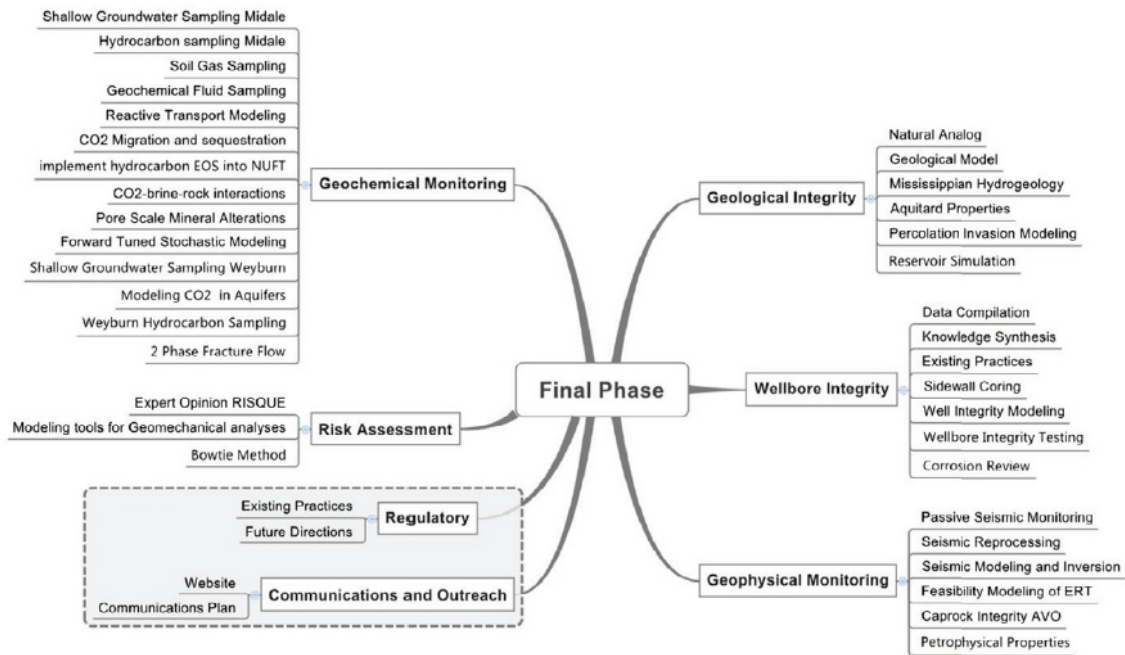 Shallow Groundwater Sampling Midale
Hydrocarbon sampling Midale
Soil Gas Sampling
Geochemical Fluid Sampling
Reactive Transport Modeling
CO2 Migration and sequestration
implement hydrocarbon EOS into NUFT
CO2-brine-rock interactions
Pore Scale Mineral Alterations
Forward Tuned Stochastic Modeling
Shallow Groundwater Sampling Weyburn
Modeling CO2 in Aquifers
Weyburn Hydrocarbon Sampling
2 Phase Fracture Flow
Geochemical Monitoring
Expert Opinion RISQUE
Modeling tools for Geomechanical analyses
Bowtie Method
Risk Assessment
Existing Practices
Future Directions
Regulatory
Website
Communications Plan
Communications and Outreach
Final Phase
Geological Integrity
Natural Analog
Geological Model
Mississippian Hydrogeology
Aquitard Properties
Percolation Invasion Modeling
Reservoir Simulation
Wellbore Integrity
Data Compilation
Knowledge Synthesis
Existing Practices
Sidewall Coring
Well Integrity Modeling
Wellbore Integrity Testing
Corrosion Review
Geophysical Monitoring
Passive Seismic Monitoring
Seismic Reprocessing
Seismic Modeling and Inversion
Feasibility Modeling of ERT
Caprock Integrity AVO
Petrophysical Properties